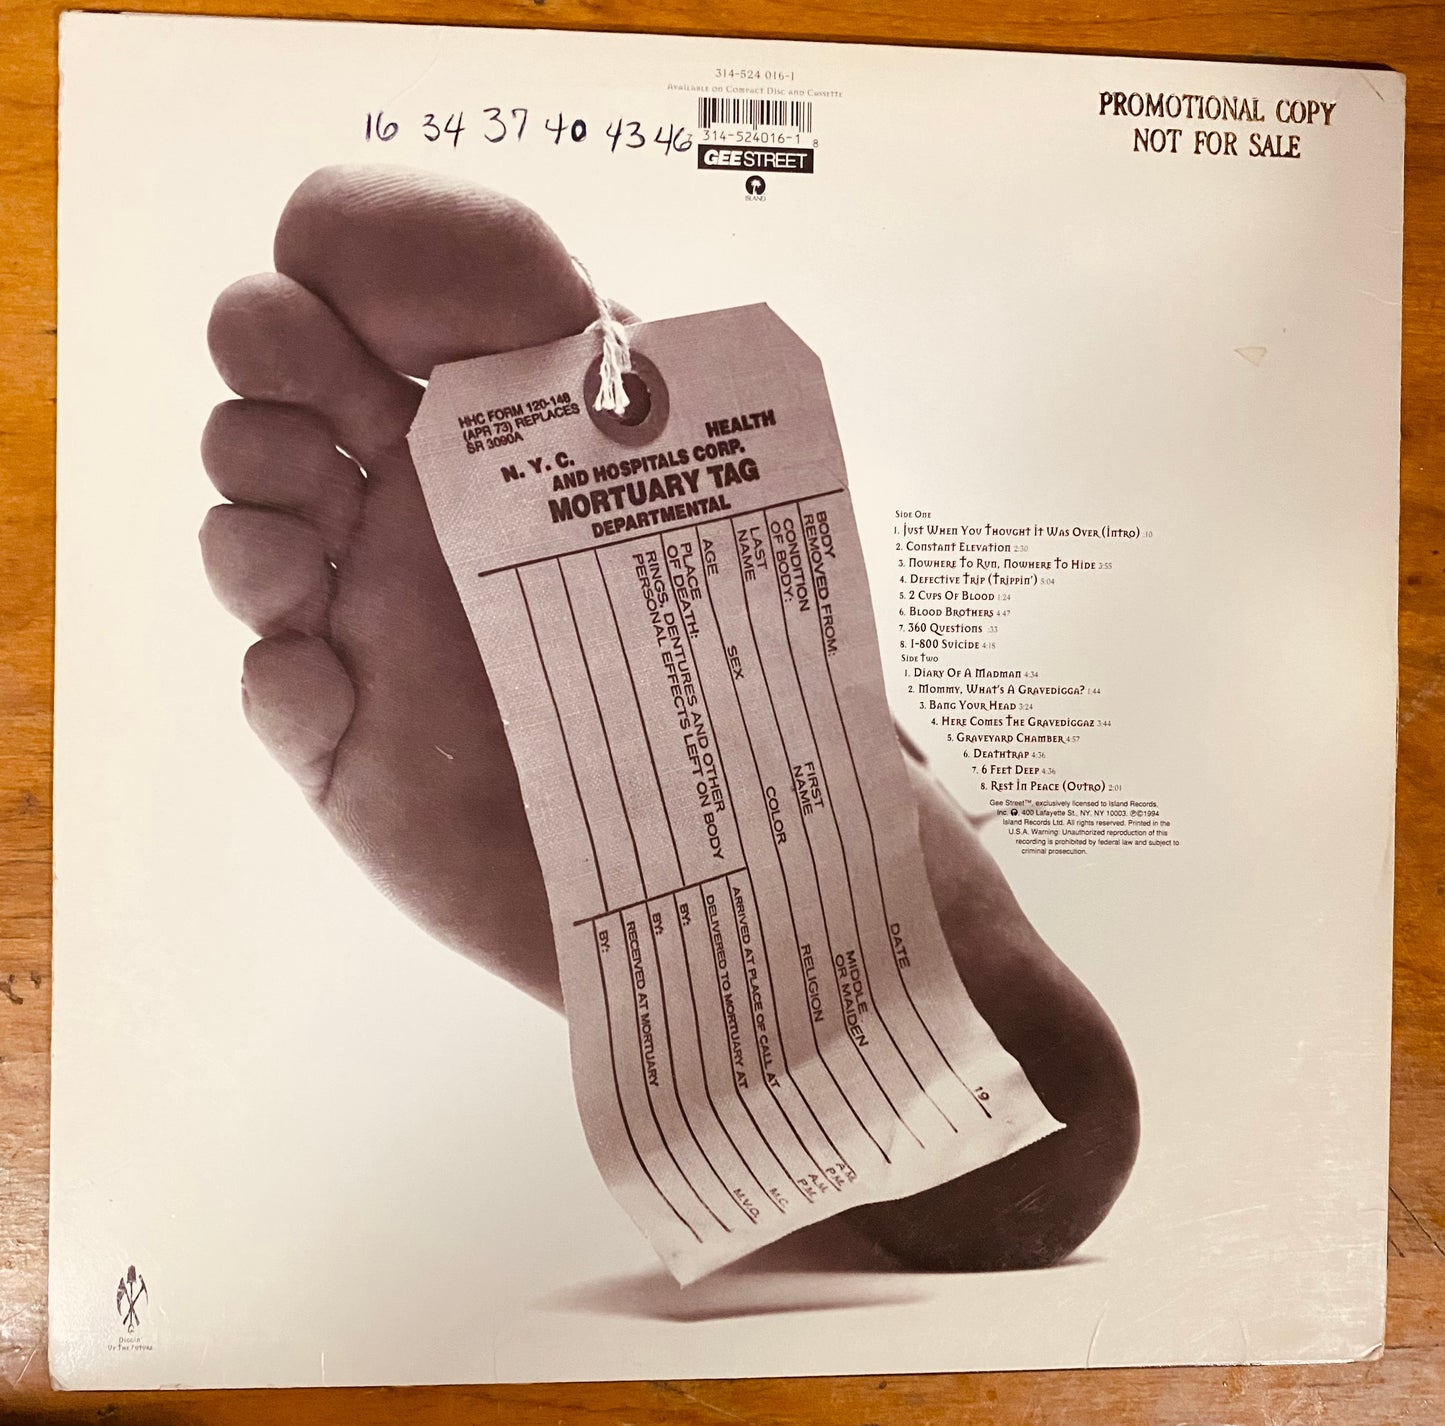 314-524 016-1
Available on Compact Disc and Cassette
PROMOTIONAL COPY
NOT FOR SALE
16 34 37 40 43 46
314-524016-1 8
GEE STREET
ISLAND
HHC FORM 120-148
(APR 73) REPLACES
SR 3090A
N. Y. C. HEALTH
AND HOSPITALS CORP.
MORTUARY TAG
DEPARTMENTAL
BODY
REMOVED FROM:
DATE
19
CONDITION
OF BODY:
LAST
NAME
FIRST
NAME
MIDDLE
OR MAIDEN
AGE
SEX
COLOR
RELIGION
PLACE
OF DEATH:
RINGS, DENTURES AND OTHER
PERSONAL EFFECTS LEFT ON BODY
ARRIVED AT PLACE OF CALL AT
A.M.
P.M.
DELIVERED TO MORTUARY AT
A.M.
P.M.
BY:
M.C.
BY:
M.V.O.
RECEIVED AT MORTUARY
BY:
Side One
1. Just When You Thought It Was Over (Intro) :10
2. Constant Elevation 2:30
3. Nowhere To Run, Nowhere To Hide 3:55
4. Defective Trip (Trippin') 5:04
5. 2 Cups Of Blood 1:24
6. Blood Brothers 4:47
7. 360 Questions :33
8. 1-800 Suicide 4:18
Side Two
1. Diary Of A Madman 4:34
2. Mommy, What's A Gravedigga? 1:44
3. Bang Your Head 3:24
4. Here Comes The Gravediggaz 3:44
5. Graveyard Chamber 4:57
6. Deathtrap 4:36
7. 6 Feet Deep 4:36
8. Rest In Peace (Outro) 2:01
Gee Street™, exclusively licensed to Island Records,
Inc. 400 Lafayette St., NY, NY 10003. ℗©1994
Island Records Ltd. All rights reserved. Printed in the
U.S.A. Warning: Unauthorized reproduction of this
recording is prohibited by federal law and subject to
criminal prosecution.
Diggin'
Up The Future